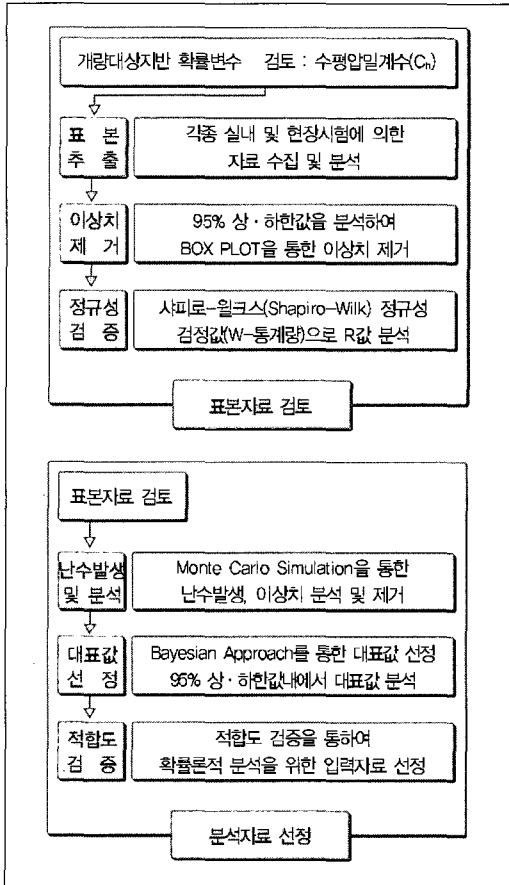 개량대상지반 확률변수 검토 : 수평압밀계수(Cₕ)
표 본
추 출
각종 실내 및 현장시험에 의한
자료 수집 및 분석
이상치
제 거
95% 상·하한값을 분석하여
BOX PLOT을 통한 이상치 제거
정규성
검 증
샤피로-윌크스(Shapiro-Wilk) 정규성
검정값(W-통계량)으로 R값 분석
표본자료 검토
표본자료 검토
난수발생
및 분석
Monte Carlo Simulation을 통한
난수발생, 이상치 분석 및 제거
대표값
선 정
Bayesian Approach를 통한 대표값 선정
95% 상·하한값내에서 대표값 분석
적합도
검 증
적합도 검증을 통하여
확률론적 분석을 위한 입력자료 선정
분석자료 선정